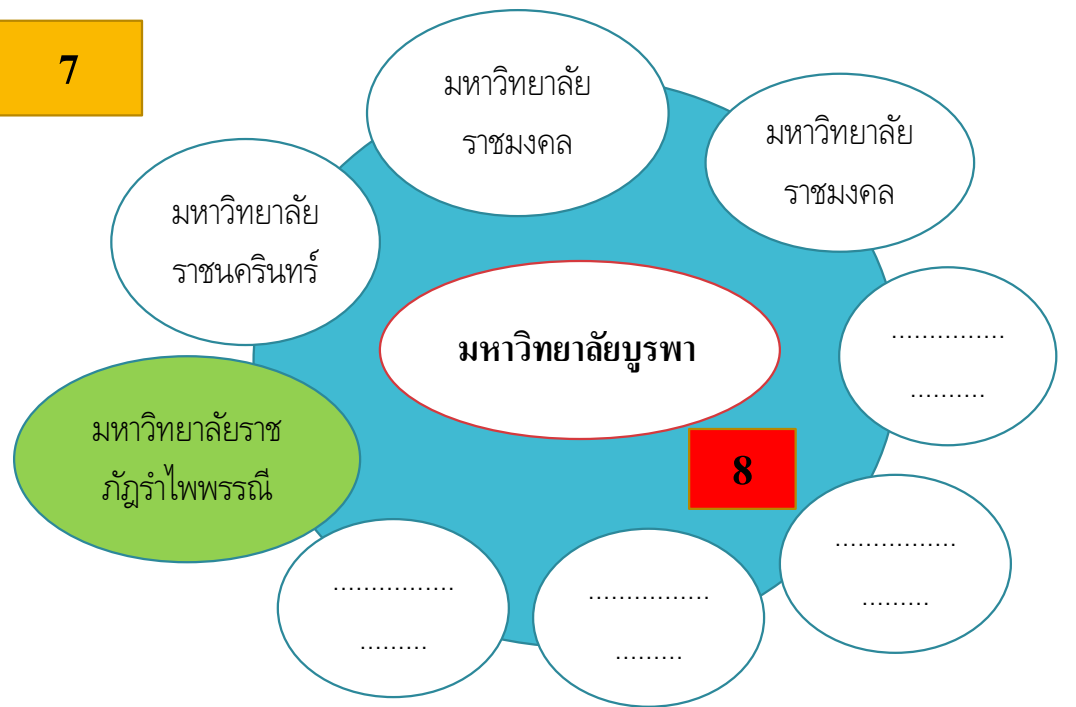 7
มหาวิทยาลัย
ราชมงคล
มหาวิทยาลัย
ราชมงคล
มหาวิทยาลัย
ราชนครินทร์
มหาวิทยาลัยบูรพา
...............
..........
มหาวิทยาลัยราช
ภัฎรำไพพรรณี
8
................
.........
................
.........
................
.........